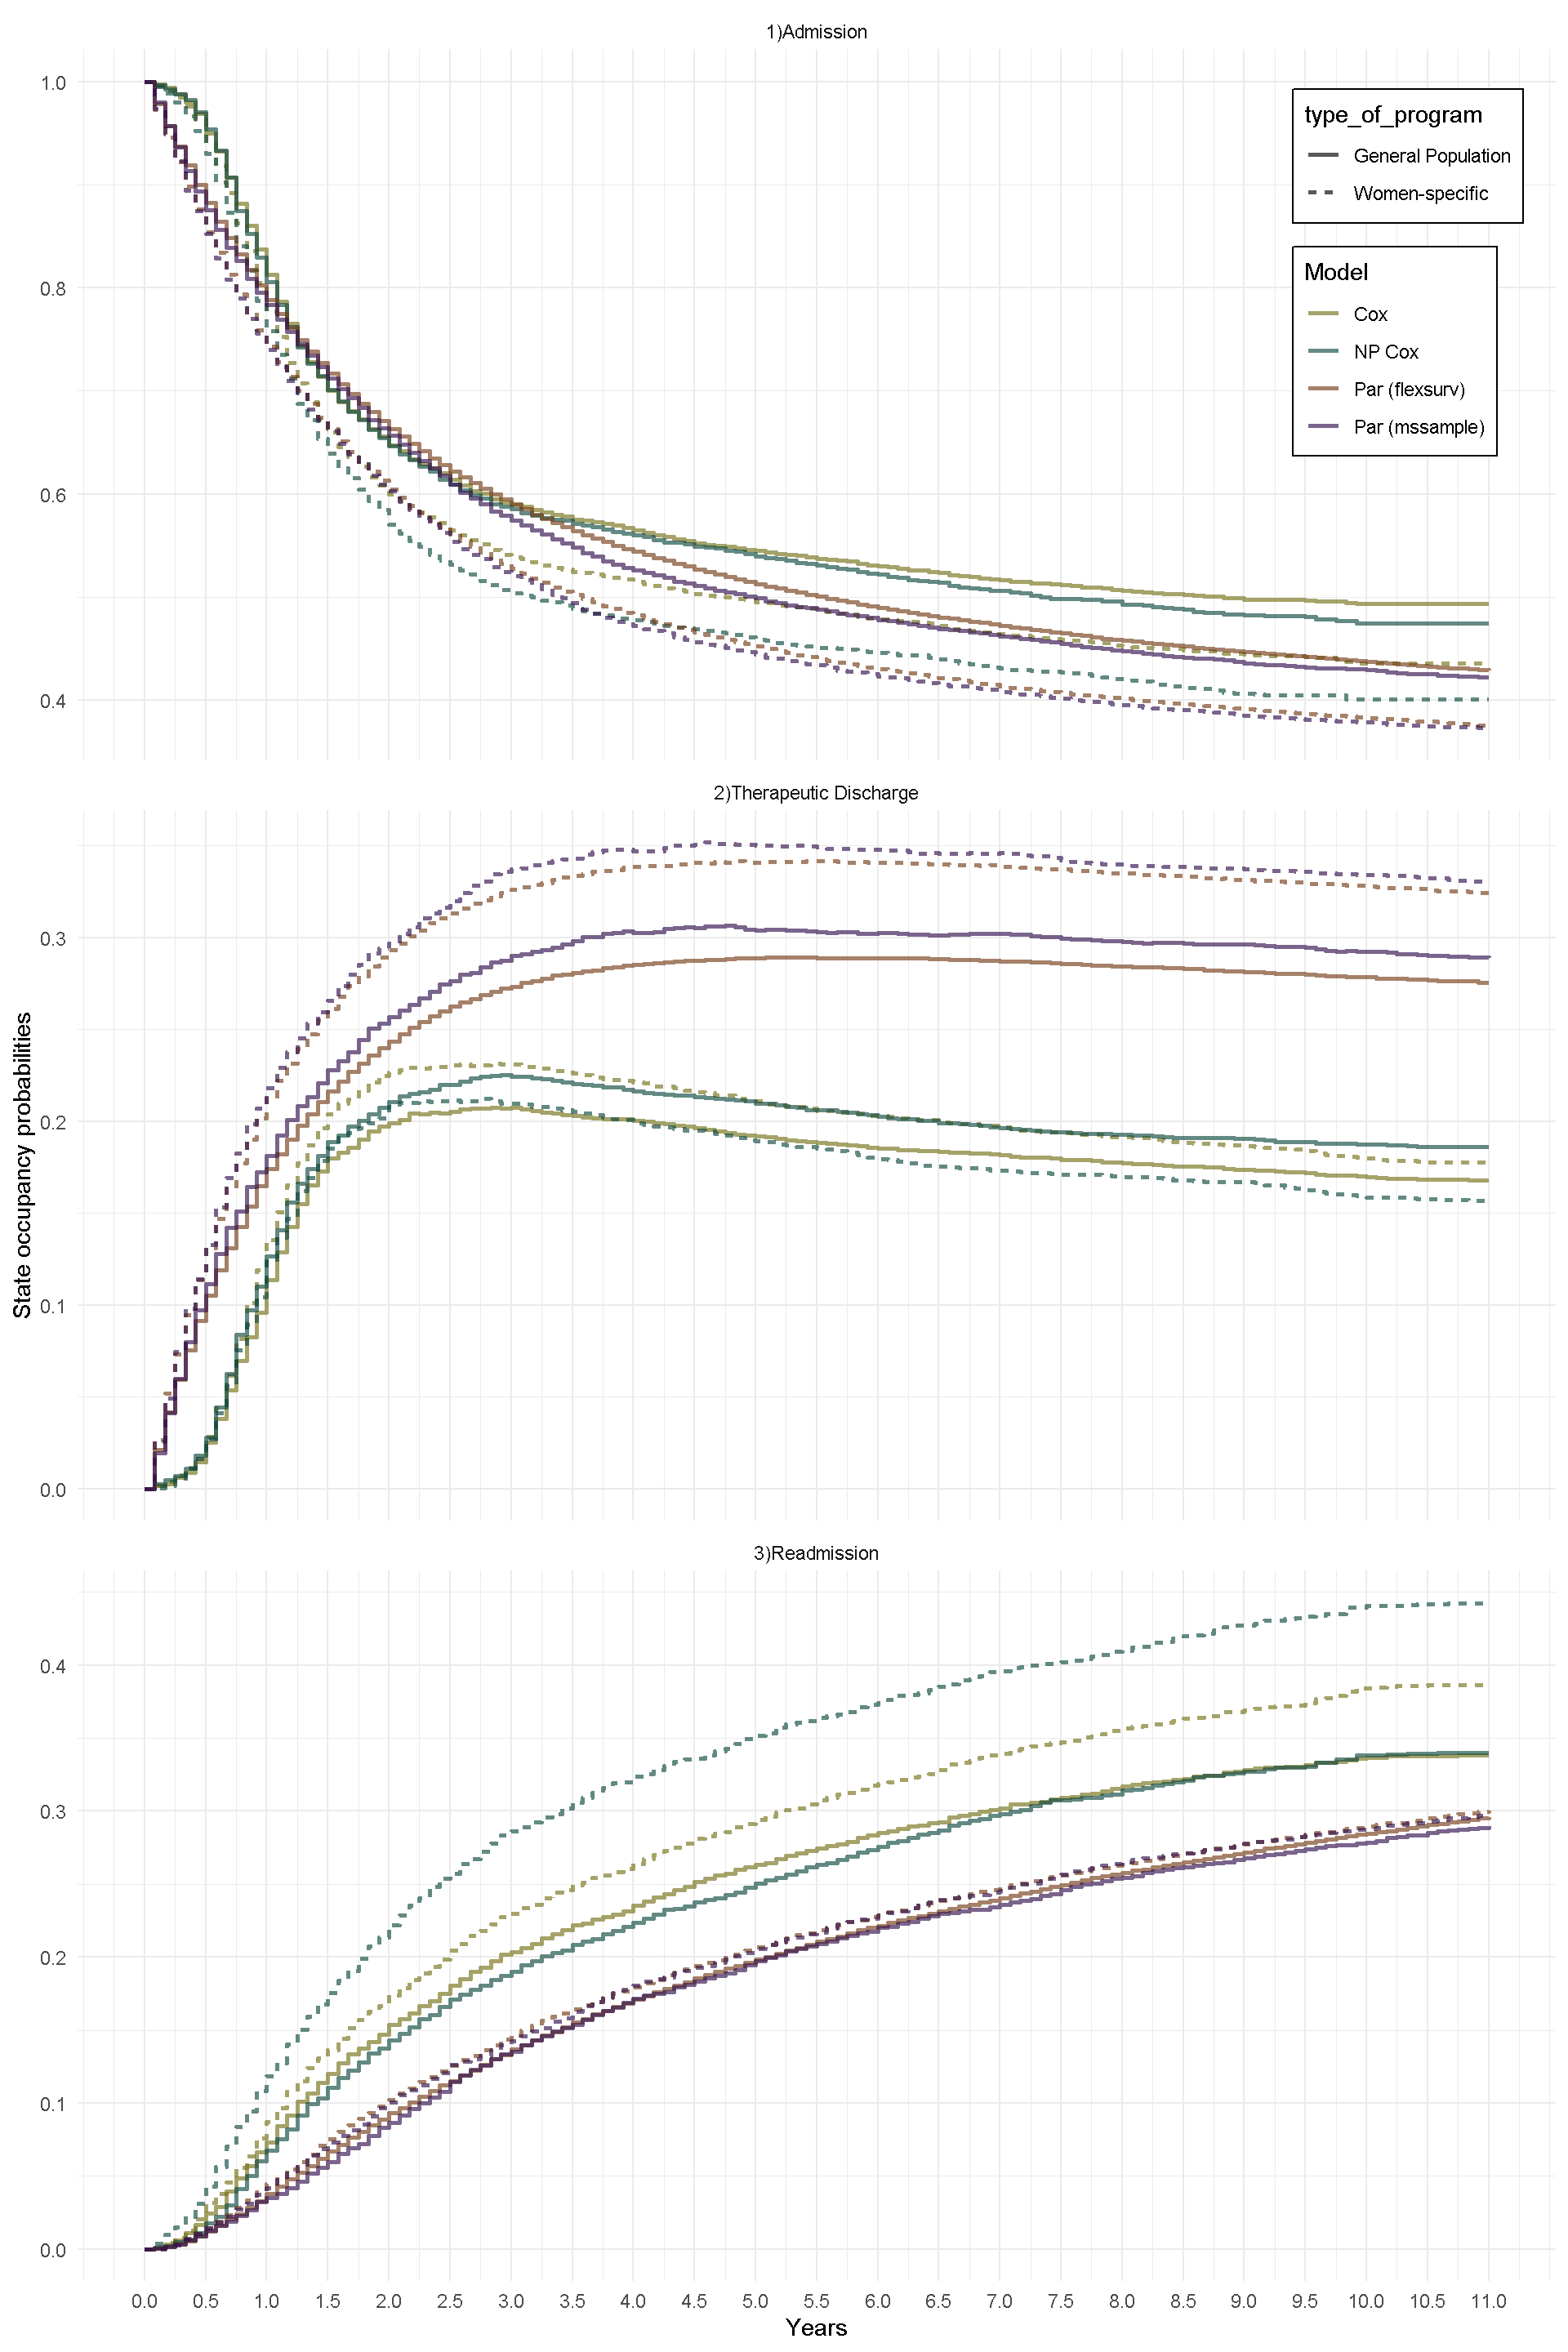 1)Admission
1.0
0.8
0.6
0.4
type_of_program
General Population
Women-specific
Model
Cox
NP Cox
Par (flexsurv)
Par (mssample)
2)Therapeutic Discharge
0.3
0.2
0.1
0.0
State occupancy probabilities
3)Readmission
0.4
0.3
0.2
0.1
0.0
0.0 0.5 1.0 1.5 2.0 2.5 3.0 3.5 4.0 4.5 5.0 5.5 6.0 6.5 7.0 7.5 8.0 8.5 9.0 9.5 10.0 10.5 11.0
Years